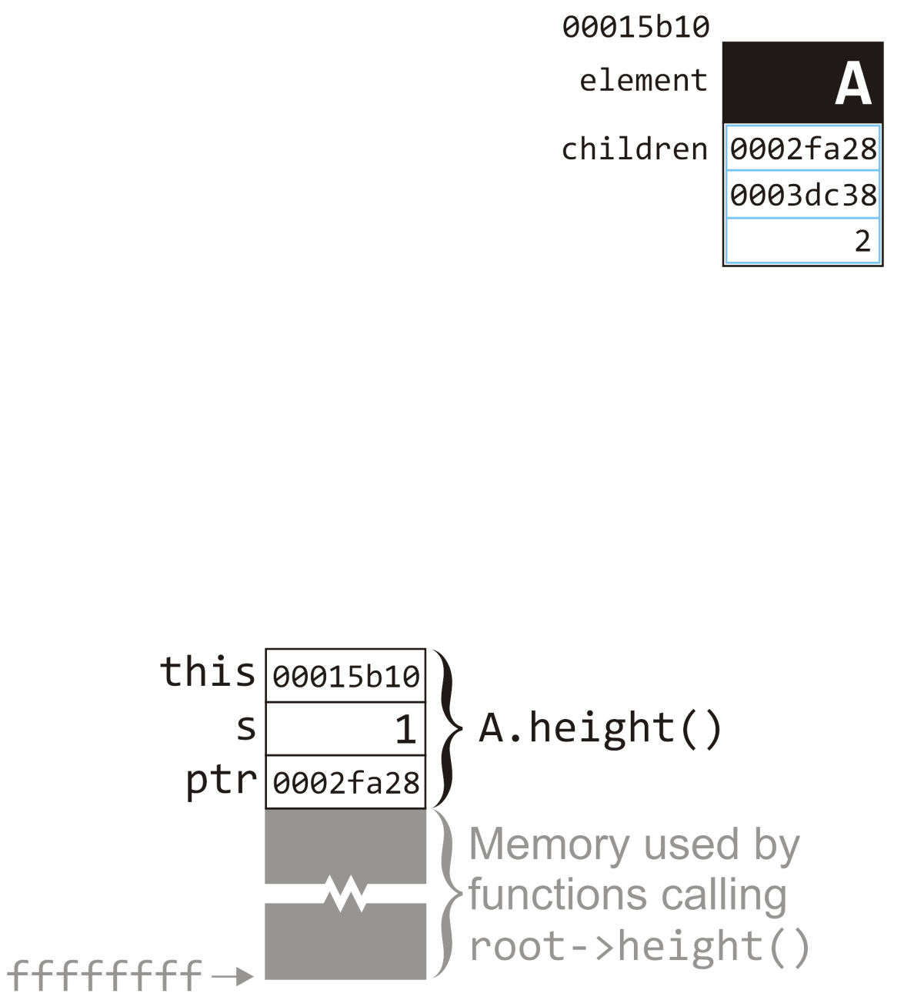 00015b10
element A
children 0002fa28
0003dc38
2
this 00015b10
s 1
ptr 0002fa28
A.height()
Memory used by
functions calling
root->height()
ffffffff